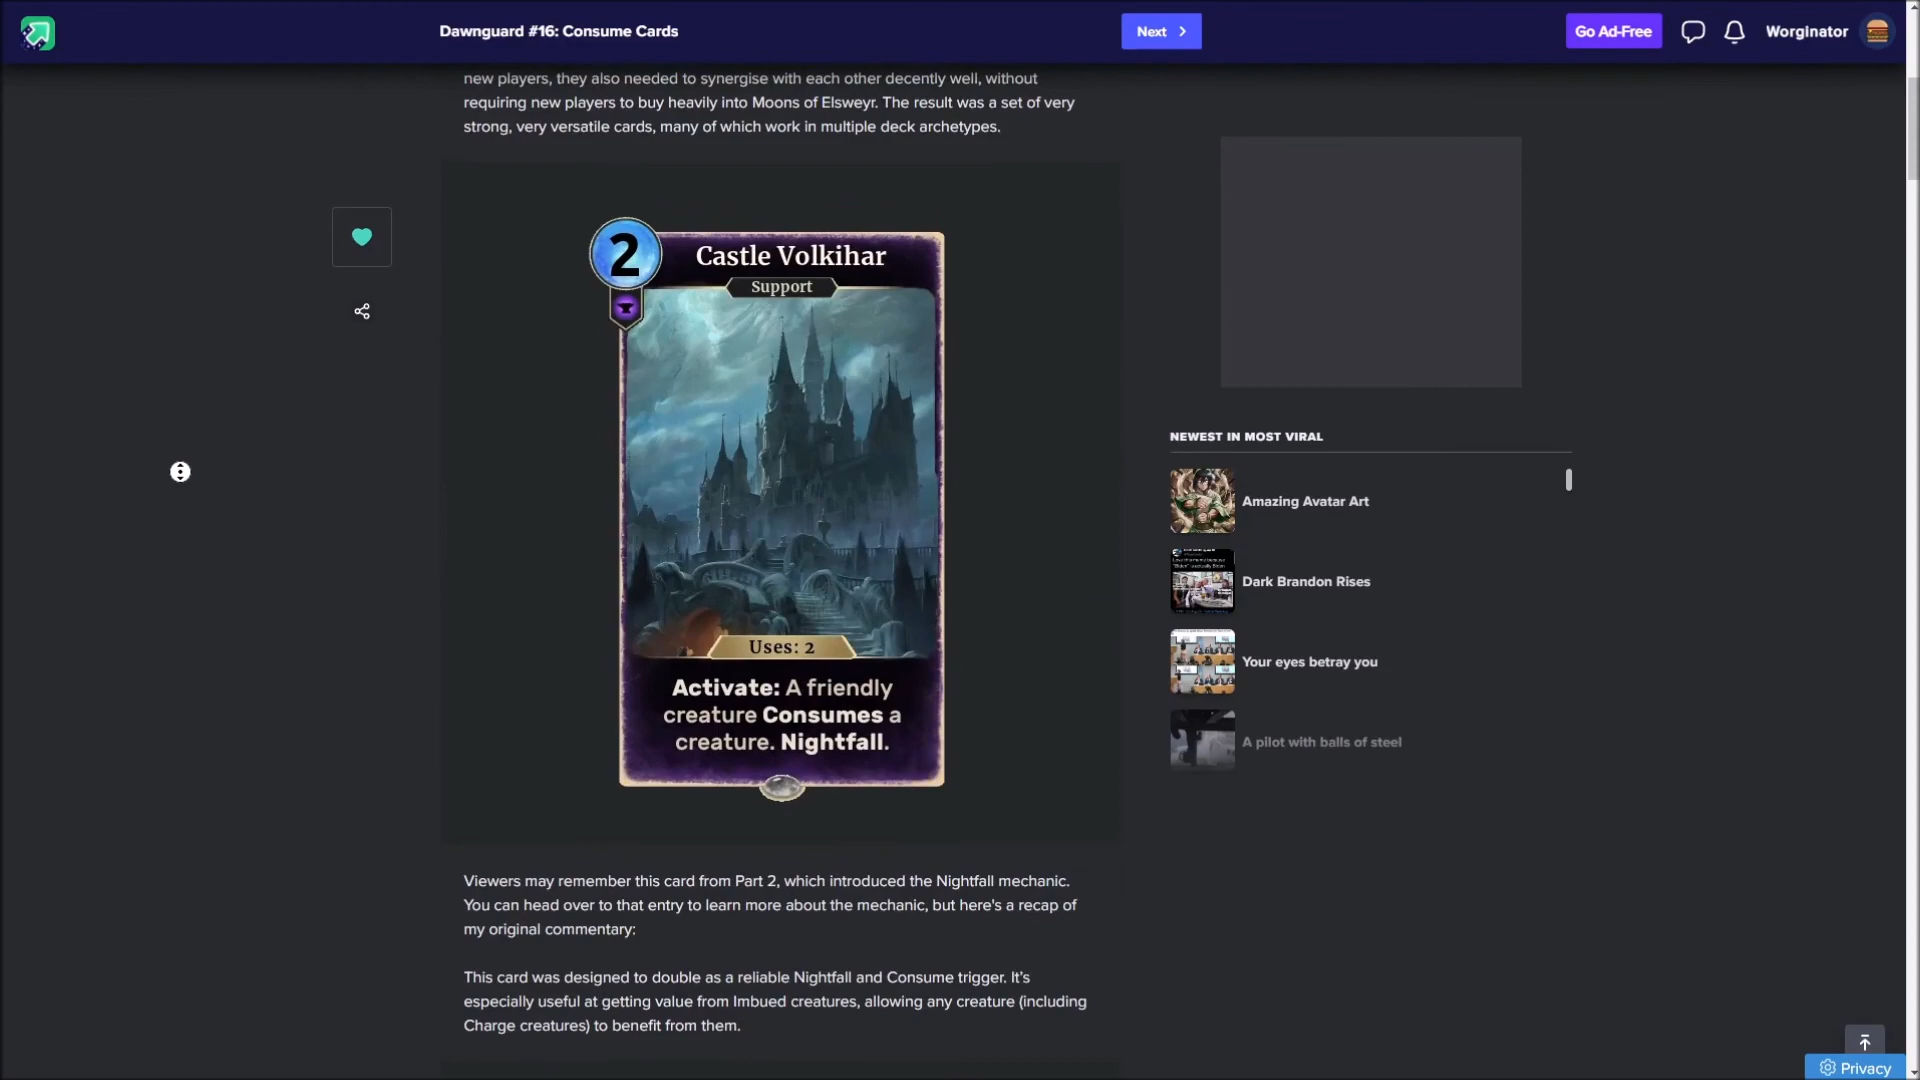 Dawnguard #16: Consume Cards
Next
Go Ad-Free
Worginator
new players, they also needed to synergise with each other decently well, without
requiring new players to buy heavily into Moons of Elsweyr. The result was a set of very
strong, very versatile cards, many of which work in multiple deck archetypes.
2
Castle Volkihar
Support
Uses: 2
Activate: A friendly
creature Consumes a
creature. Nightfall.
NEWEST IN MOST VIRAL
Amazing Avatar Art
Dark Brandon Rises
Your eyes betray you
A pilot with balls of steel
Viewers may remember this card from Part 2, which introduced the Nightfall mechanic.
You can head over to that entry to learn more about the mechanic, but here's a recap of
my original commentary:
This card was designed to double as a reliable Nightfall and Consume trigger. It's
especially useful at getting value from Imbued creatures, allowing any creature (including
Charge creatures) to benefit from them.
Privacy